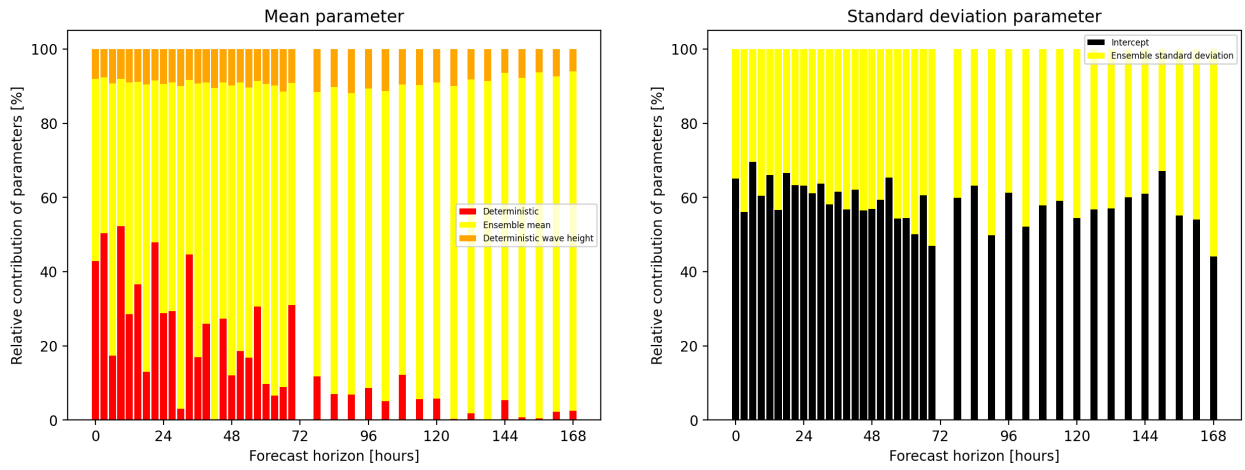 Mean parameter
Relative contribution of parameters [%]
100
80
60
40
20
0
Deterministic
Ensemble mean
Deterministic wave height
0 24 48 72 96 120 144 168
Forecast horizon [hours]
Standard deviation parameter
Relative contribution of parameters [%]
100
80
60
40
20
0
Intercept
Ensemble standard deviation
0 24 48 72 96 120 144 168
Forecast horizon [hours]